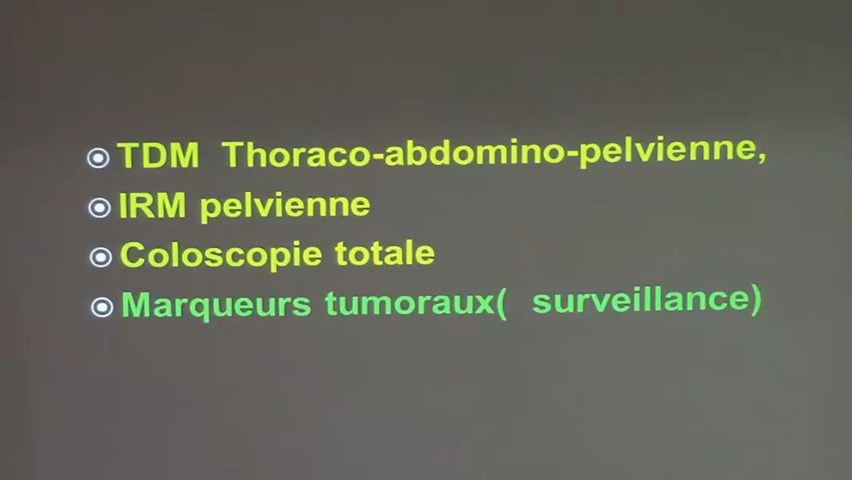 TDM Thoraco-abdomino-pelvienne,
IRM pelvienne
Coloscopie totale
Marqueurs tumoraux( surveillance)